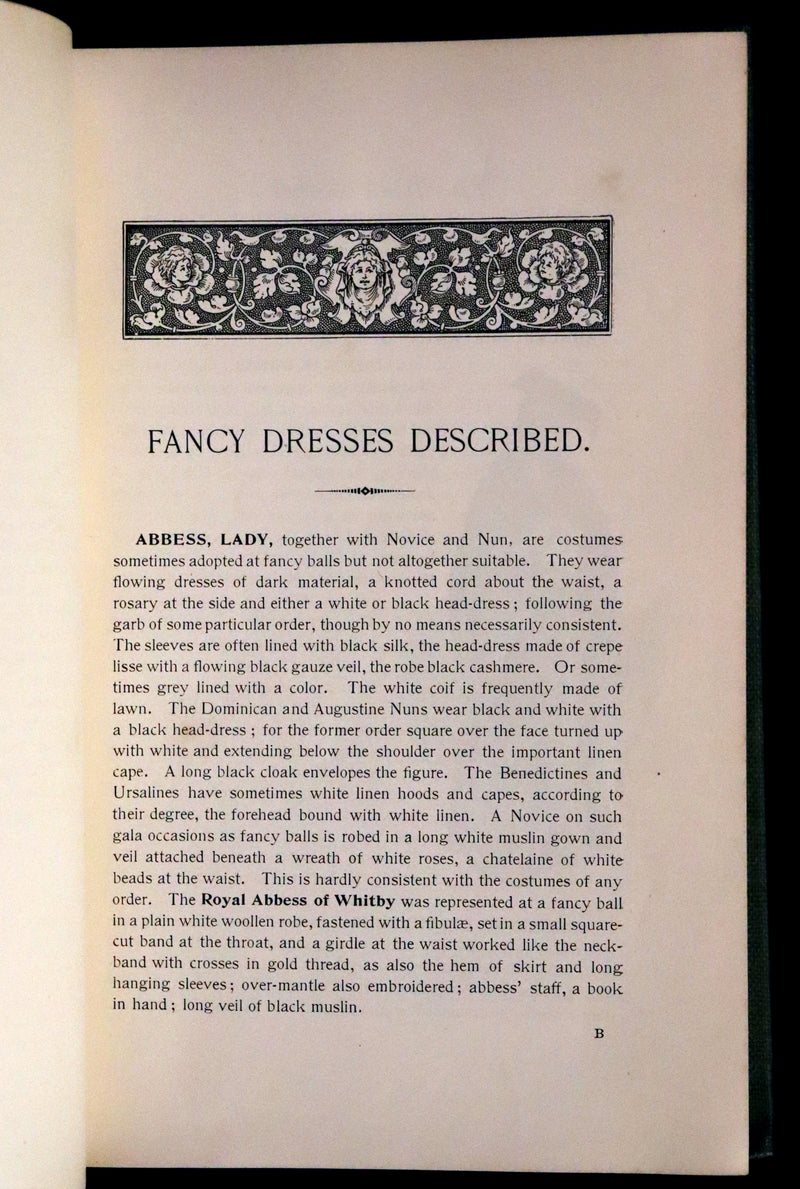 FANCY DRESSES DESCRIBED.
ABBESS, LADY, together with Novice and Nun, are costumes
sometimes adopted at fancy balls but not altogether suitable. They wear
flowing dresses of dark material, a knotted cord about the waist, a
rosary at the side and either a white or black head-dress ; following the
garb of some particular order, though by no means necessarily consistent.
The sleeves are often lined with black silk, the head-dress made of crepe
lisse with a flowing black gauze veil, the robe black cashmere. Or some-
times grey lined with a color. The white coif is frequently made of
lawn. The Dominican and Augustine Nuns wear black and white with
a black head-dress ; for the former order square over the face turned up
with white and extending below the shoulder over the important linen
cape. A long black cloak envelopes the figure. The Benedictines and
Ursalines have sometimes white linen hoods and capes, according to
their degree, the forehead bound with white linen. A Novice on such
gala occasions as fancy balls is robed in a long white muslin gown and
veil attached beneath a wreath of white roses, a chatelaine of white
beads at the waist. This is hardly consistent with the costumes of any
order. The Royal Abbess of Whitby was represented at a fancy ball
in a plain white woollen robe, fastened with a fibulæ, set in a small square-
cut band at the throat, and a girdle at the waist worked like the neck-
band with crosses in gold thread, as also the hem of skirt and long
hanging sleeves ; over-mantle also embroidered ; abbess' staff, a book
in hand ; long veil of black muslin.
B